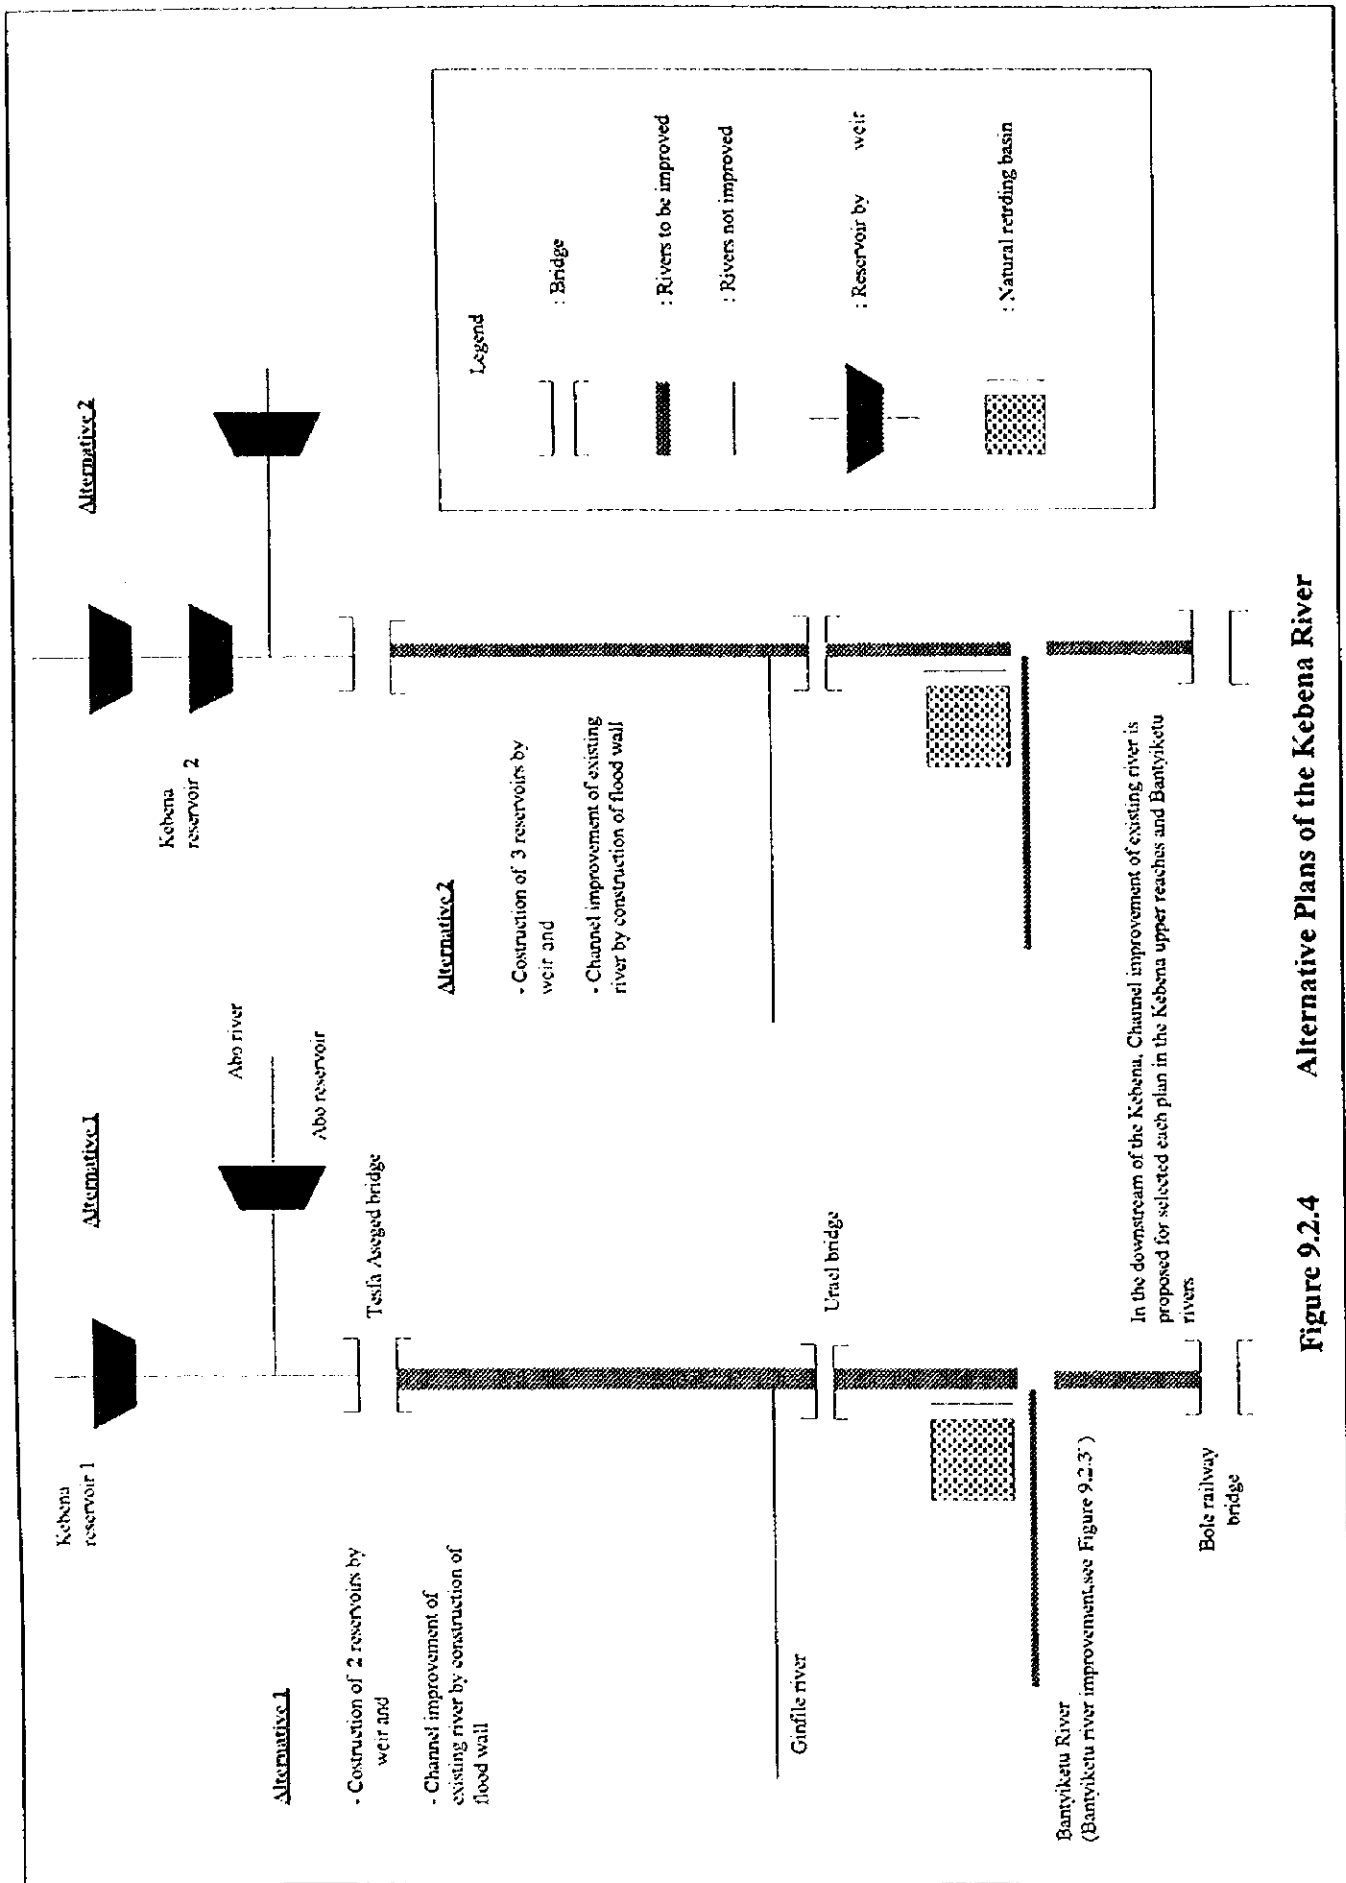 Alternative 1
Alternative 2
Kebena
reservoir 1
Kebena
reservoir 2
Abo river
Abo reservoir
Tesfa Aseged bridge
Alternative 1
- Costruction of 2 reservoirs by
weir and
- Channel improvement of
existing river by construction of
flood wall
Alternative 2
- Costruction of 3 reservoirs by
weir and
- Channel improvement of existing
river by construction of flood wall
Ginfile river
Urael bridge
Bantyiketu River
(Bantyiketu river improvement,see Figure 9.2.3`)
Bole railway
bridge
In the downstream of the Kebena, Channel improvement of existing river is
proposed for selected each plan in the Kebena upper reaches and Bantyiketu
rivers
Legend
: Bridge
: Rivers to be improved
: Rivers not improved
: Reservoir by weir
: Natural retrding basin
Figure 9.2.4 Alternative Plans of the Kebena River